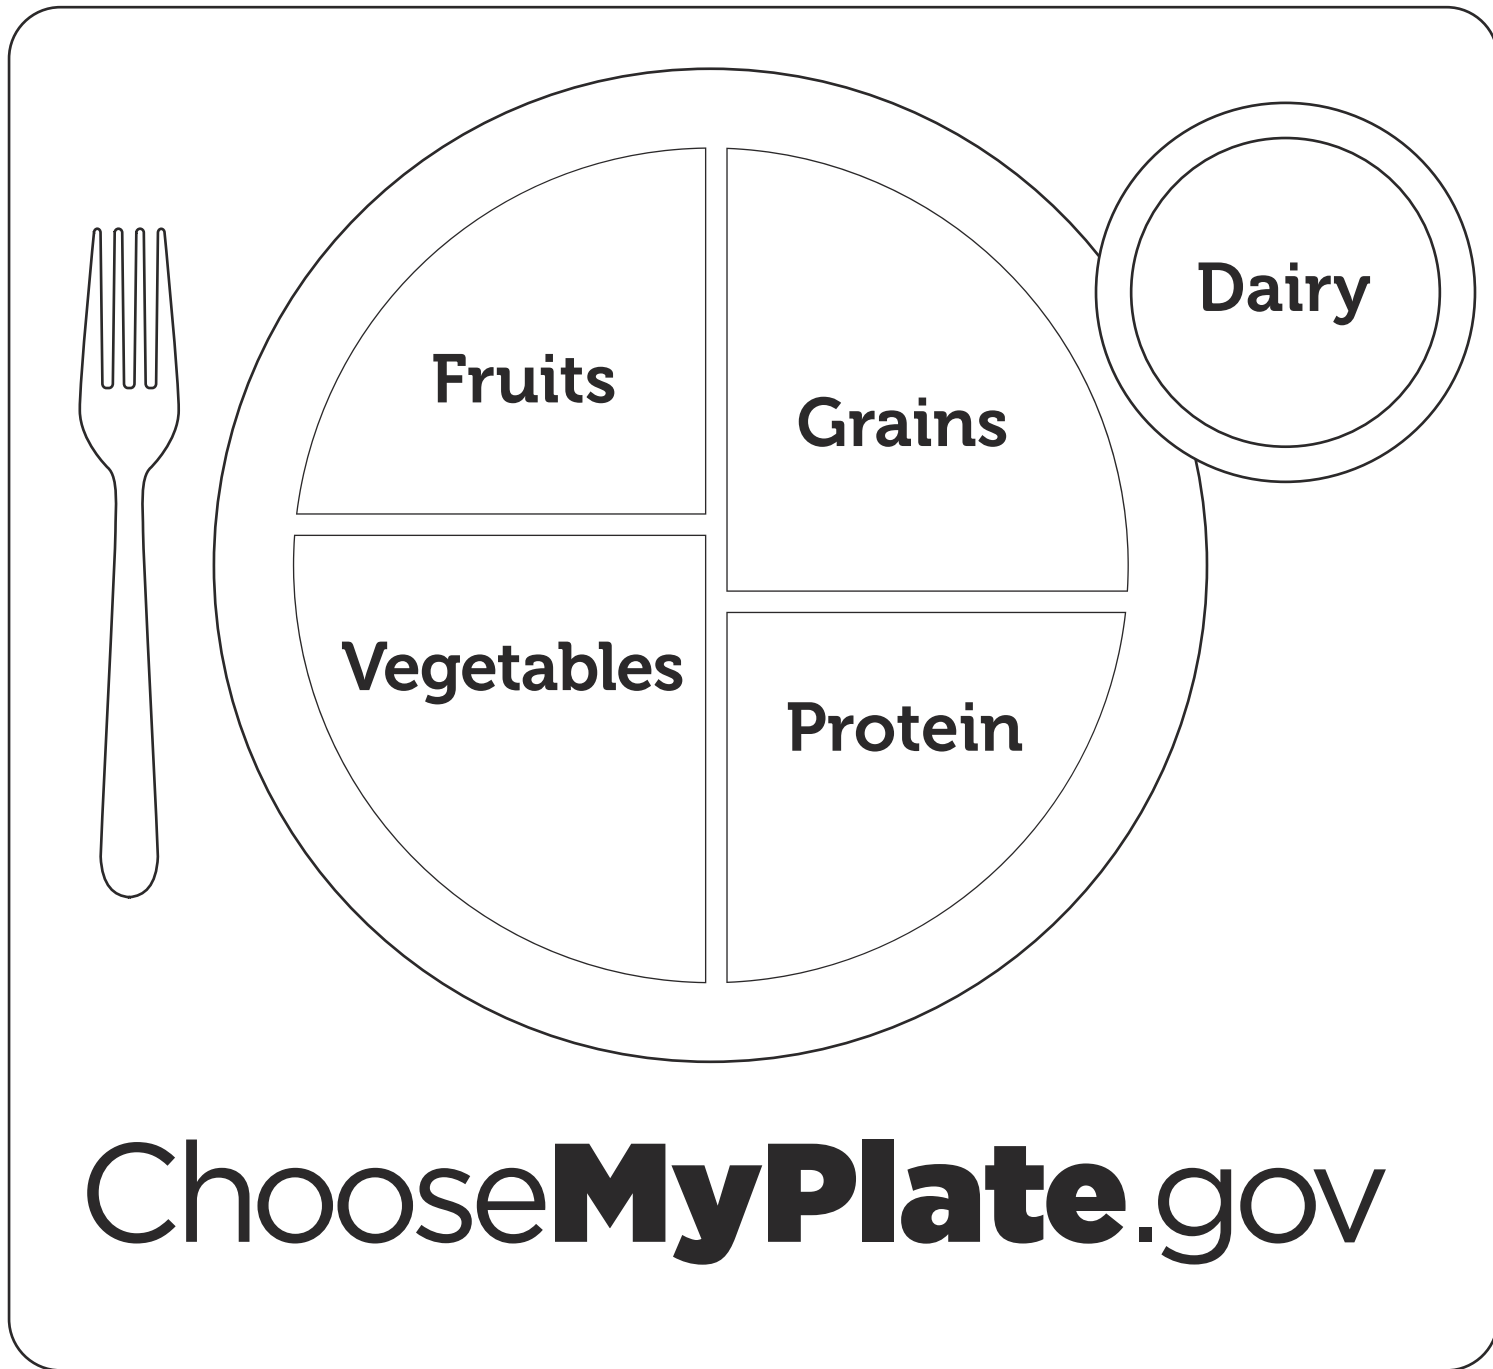 Dairy
Fruits
Grains
Vegetables
Protein
ChooseMyPlate.gov